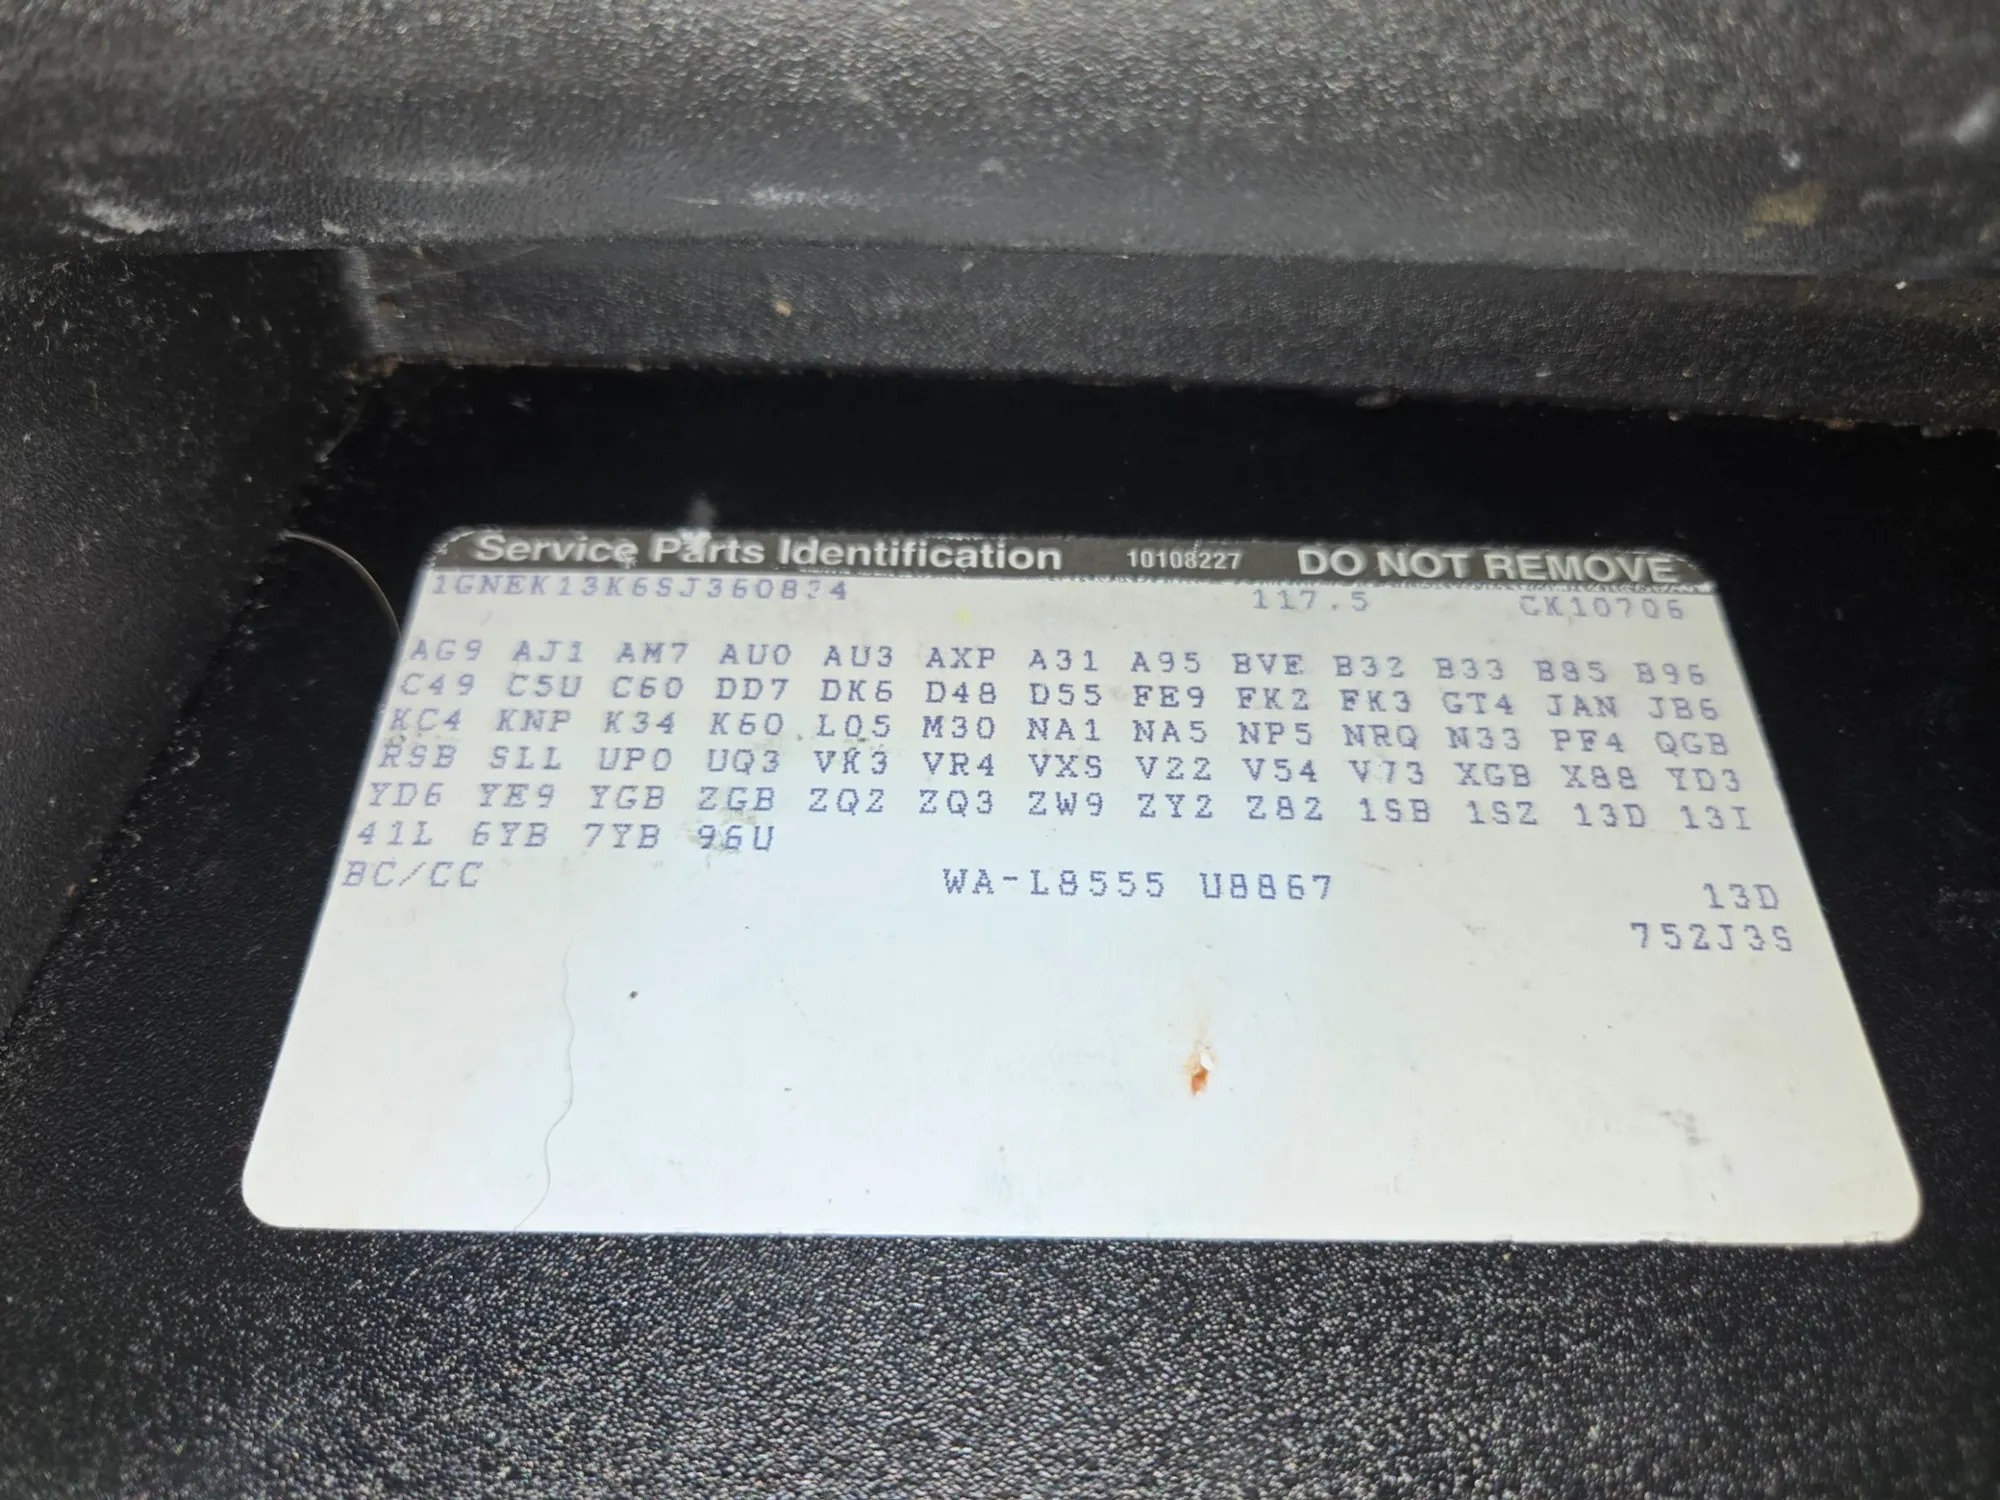 Service Parts Identification 10108227 DO NOT REMOVE
117.5 CK10706
AG9 AJ1 AM7 AU0 AU3 AXP A31 A95 BVE B32 B33 B85 B96
C49 C5U C60 DD7 DK6 D48 D55 FE9 FK2 FK3 GT4 JAN JB6
KC4 KNP K34 K60 L05 M30 NA1 NA5 NP5 NRQ N33 PF4 QGB
RSB SLL UP0 UQ3 VK3 VR4 VXS V22 V54 V73 XGB X88 YD3
YD6 YE9 YGB ZGB ZQ2 ZQ3 ZW9 ZY2 Z82 1SB 1SZ 13D 13I
41L 6YB 7YB 96U
BC/CC WA-L8555 U8867 13D
752J3S